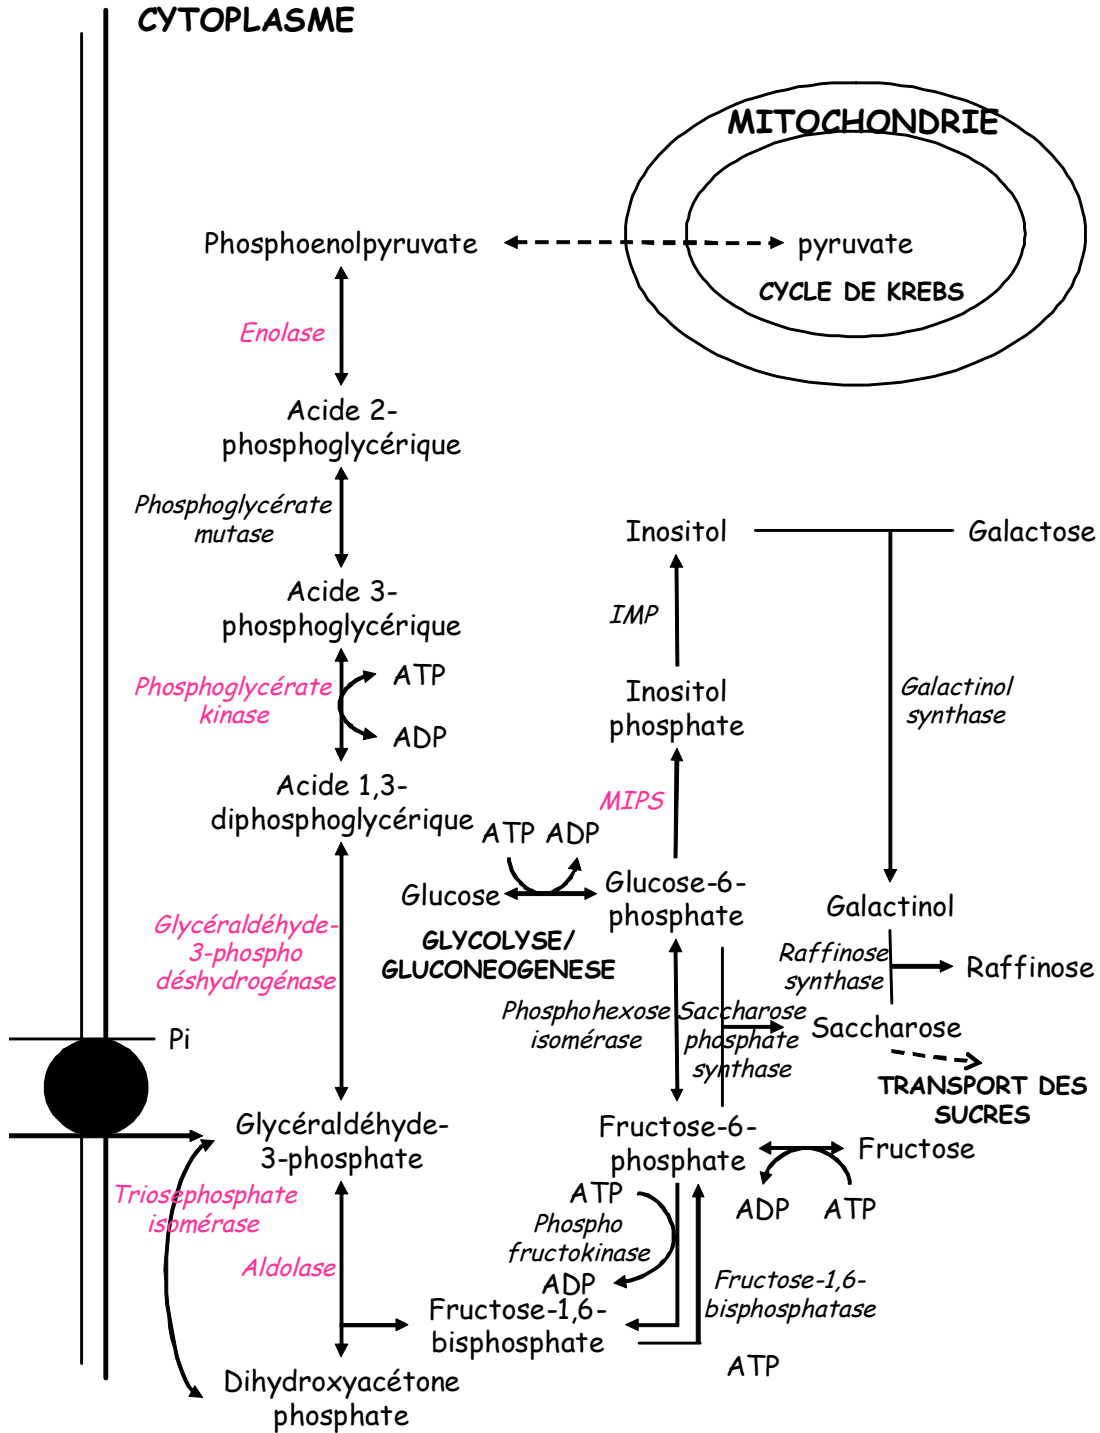 CYTOPLASME
MITOCHONDRIE
Phosphoenolpyruvate
pyruvate
CYCLE DE KREBS
Enolase
Acide 2-
phosphoglycérique
Phosphoglycérate
mutase
Inositol
Galactose
Acide 3-
phosphoglycérique
IMP
ATP
Phosphoglycérate
kinase
ADP
Inositol
phosphate
Galactinol
synthase
Acide 1,3-
diphosphoglycérique
MIPS
ATP ADP
Glucose
Glucose-6-
phosphate
Galactinol
Glycéraldéhyde-
3-phospho
déshydrogénase
GLYCOLYSE/
GLUCONEOGENESE
Raffinose
synthase
Raffinose
Phosphohexose
isomérase
Saccharose
phosphate
synthase
Saccharose
Pi
TRANSPORT DES
SUCRES
Glycéraldéhyde-
3-phosphate
Fructose-6-
phosphate
Fructose
Triosephosphate
isomérase
ATP
Phospho
fructokinase
ADP
ADP
ATP
Aldolase
Fructose-1,6-
bisphosphatase
Fructose-1,6-
bisphosphate
ATP
Dihydroxyacétone
phosphate